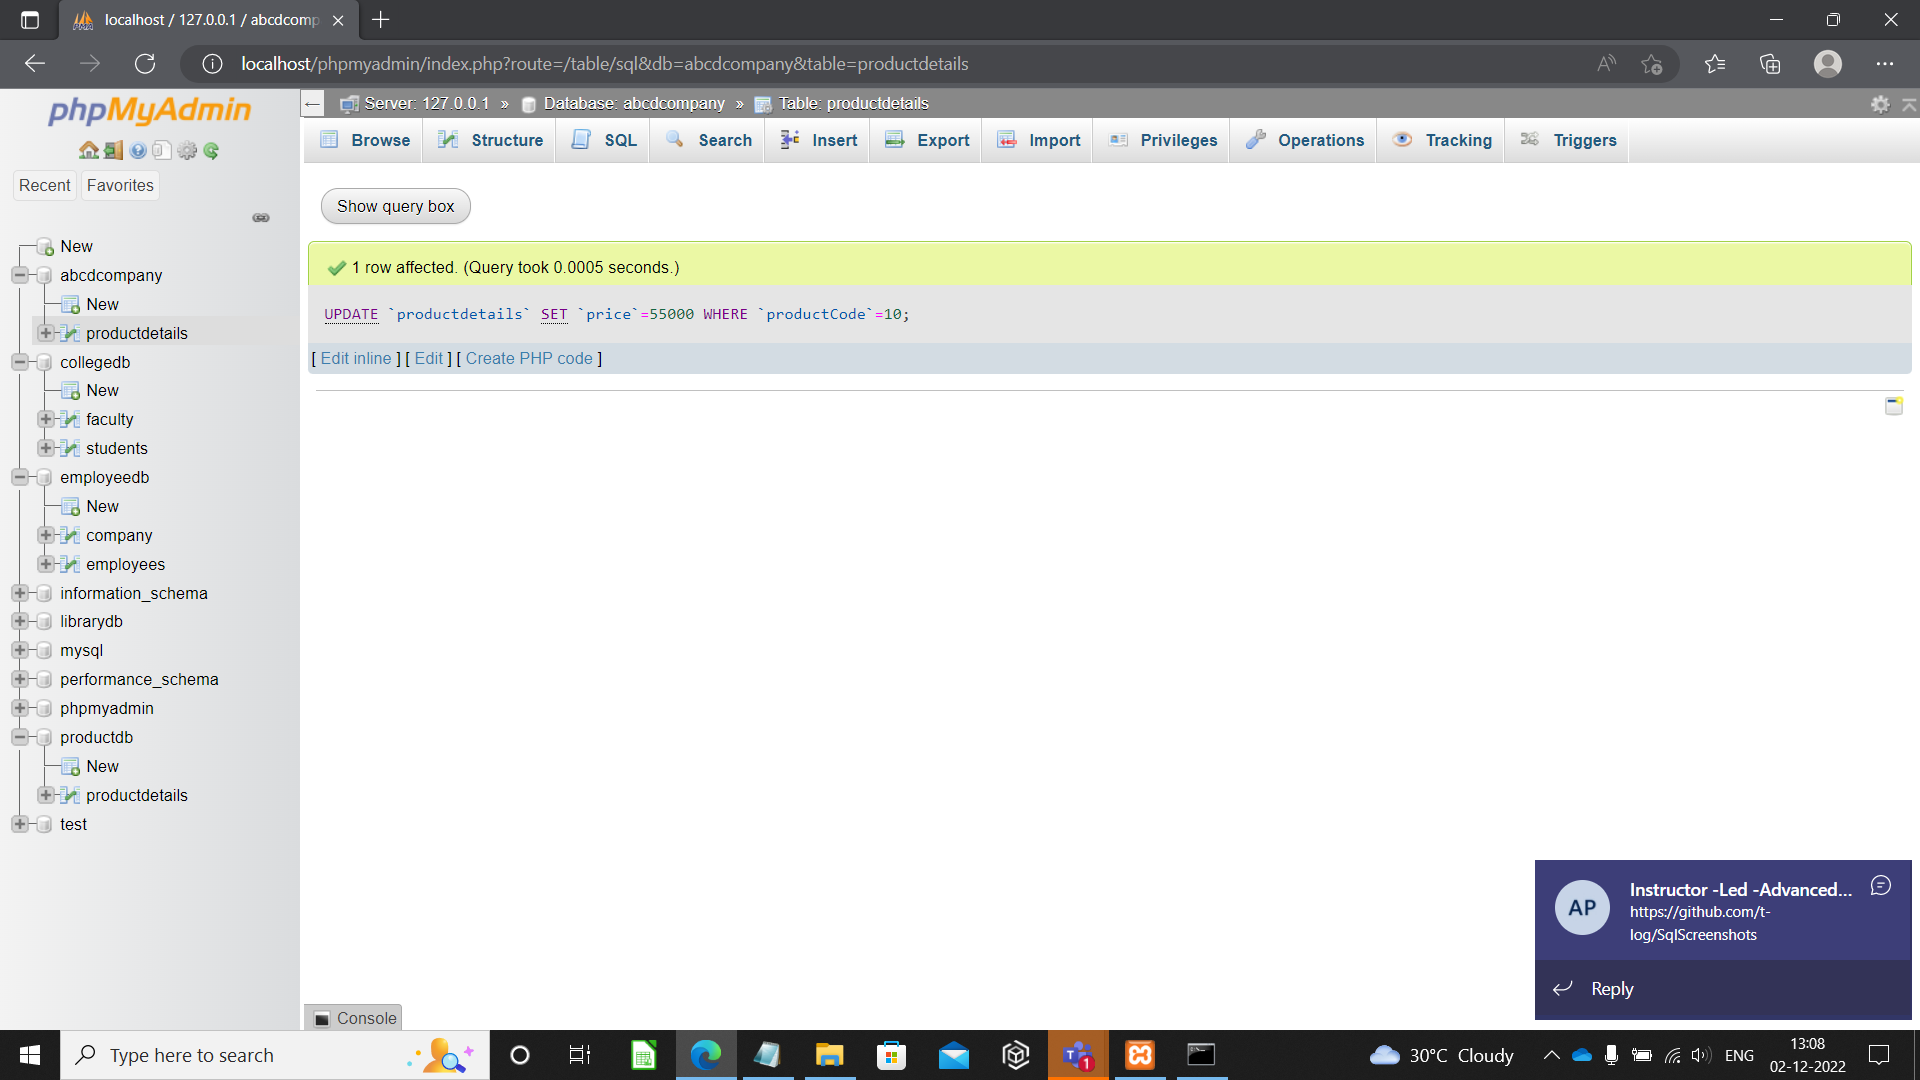 localhost / 127.0.0.1 / abcdcomp
localhost/phpmyadmin/index.php?route=/table/sql&db=abcdcompany&table=productdetails
phpMyAdmin
Recent
Favorites
New
abcdcompany
New
productdetails
collegedb
New
faculty
students
employeedb
New
company
employees
information_schema
librarydb
mysql
performance_schema
phpmyadmin
productdb
New
productdetails
test
Server: 127.0.0.1 » Database: abcdcompany » Table: productdetails
Browse Structure SQL Search Insert Export Import Privileges Operations Tracking Triggers
Show query box
1 row affected. (Query took 0.0005 seconds.)
UPDATE `productdetails` SET `price`=55000 WHERE `productCode`=10;
[ Edit inline ] [ Edit ] [ Create PHP code ]
AP
Instructor -Led -Advanced...
https://github.com/t-
log/SqlScreenshots
Reply
Console
Type here to search
1
30°C Cloudy
ENG
13:08
02-12-2022